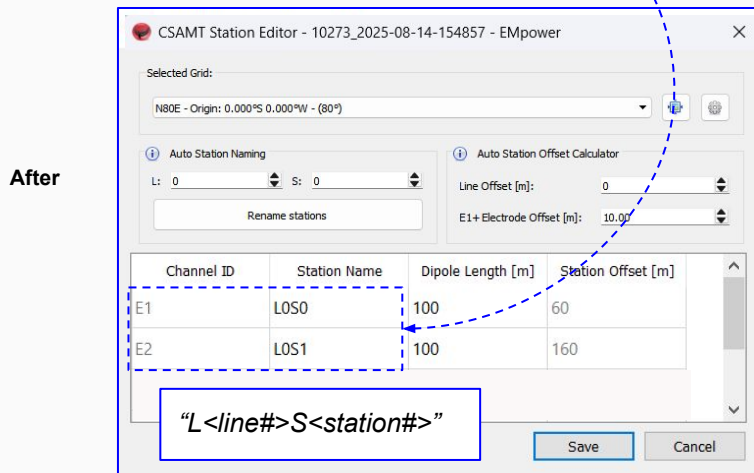 CSAMT Station Editor - 10273_2025-08-14-154857 - EMpower
Selected Grid:
N80E - Origin: 0.000°S 0.000°W - (80°)
After
Auto Station Naming
L: 0 S: 0
Rename stations
Auto Station Offset Calculator
Line Offset [m]: 0
E1+Electrode Offset [m]: 10.00
Channel ID Station Name Dipole Length [m] Station Offset [m]
E1 L0S0 100 60
E2 L0S1 100 160
“L<line#>S<station#>”
Save Cancel